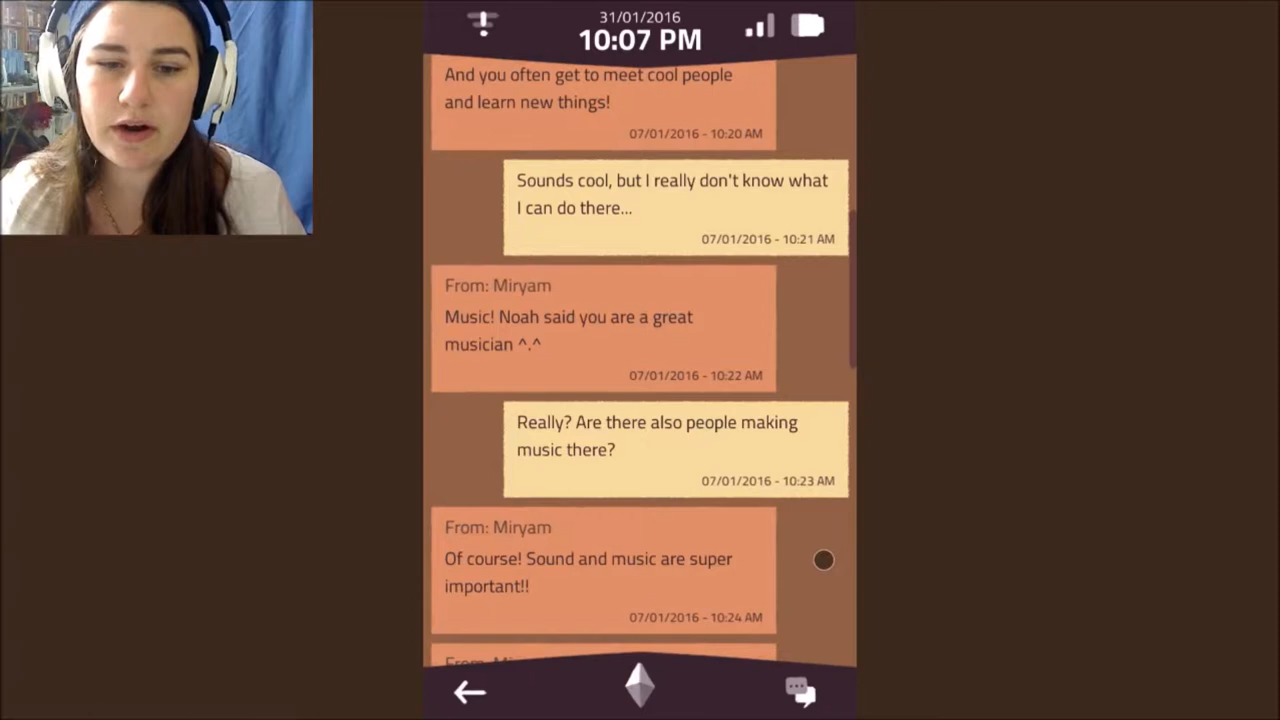 31/01/2016
10:07 PM
And you often get to meet cool people
and learn new things!
07/01/2016 - 10:20 AM
Sounds cool, but I really don't know what
I can do there...
07/01/2016 - 10:21 AM
From: Miryam
Music! Noah said you are a great
musician ^.^
07/01/2016 - 10:22 AM
Really? Are there also people making
music there?
07/01/2016 - 10:23 AM
From: Miryam
Of course! Sound and music are super
important!!
07/01/2016 - 10:24 AM